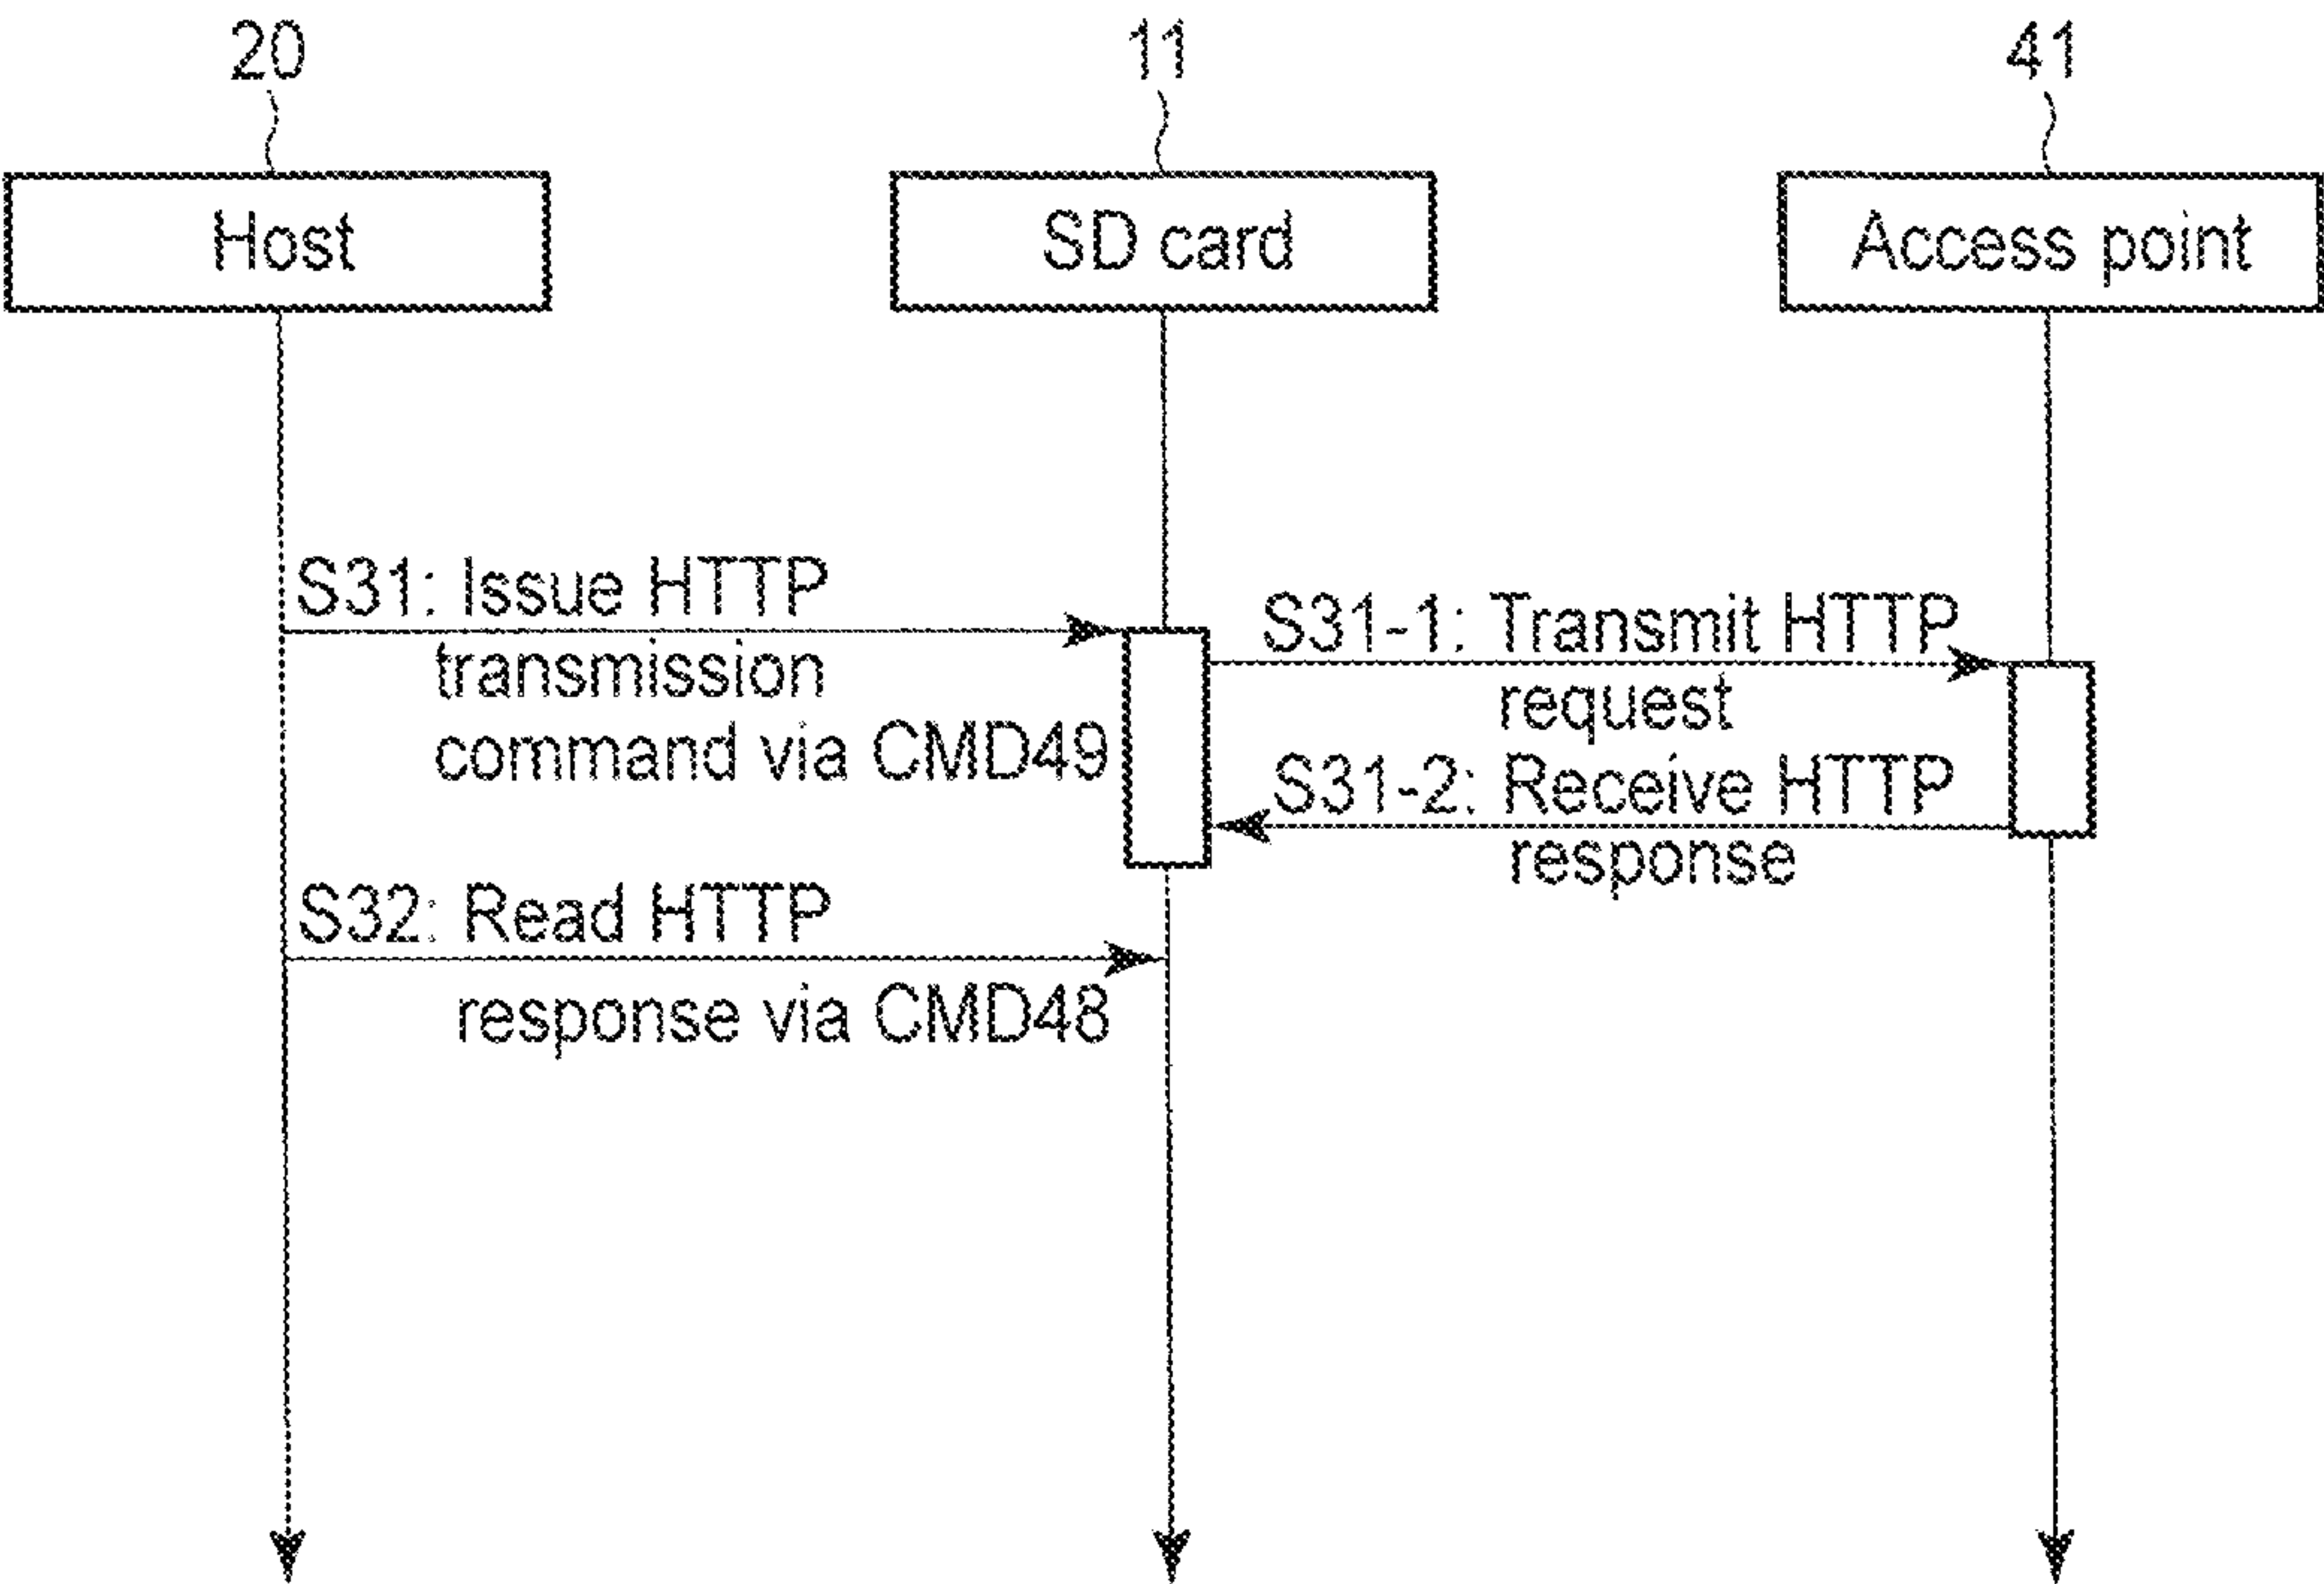 20
11
41
Host
SD card
Access point
S31: Issue HTTP
transmission
command via CMD49
S31-1: Transmit HTTP
request
S31-2: Receive HTTP
response
S32: Read HTTP
response via CMD48